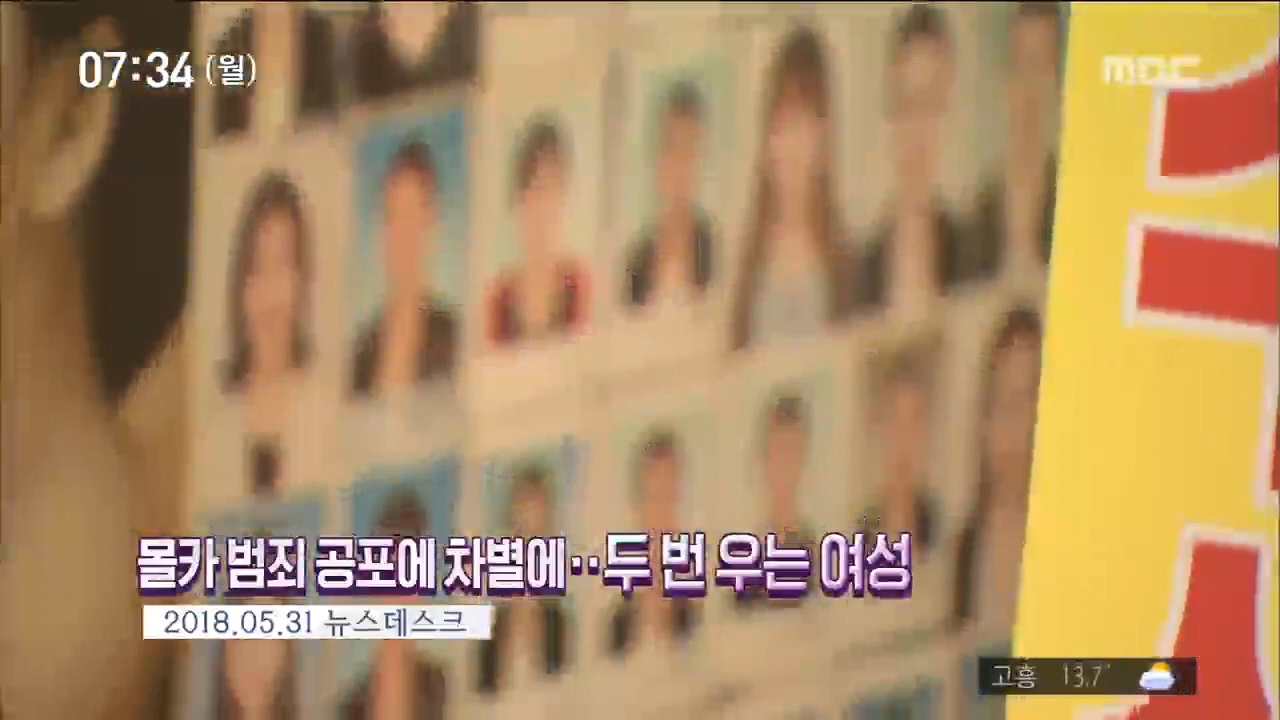 07:34 (월)
mbc
몰카 범죄 공포에 차별에··두 번 우는 여성
2018.05.31 뉴스데스크
고흥 13.7°